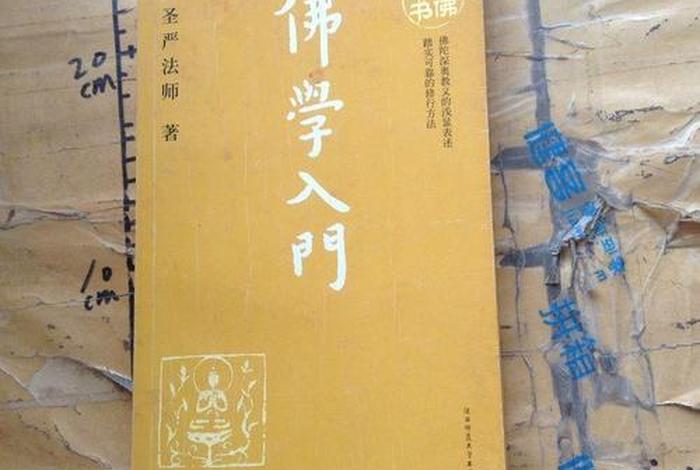 佛書
佛學入門
圣严法师 著
佛陀深奥教义的浅显表述
踏实可靠的修行方法
20
cm
10
cm